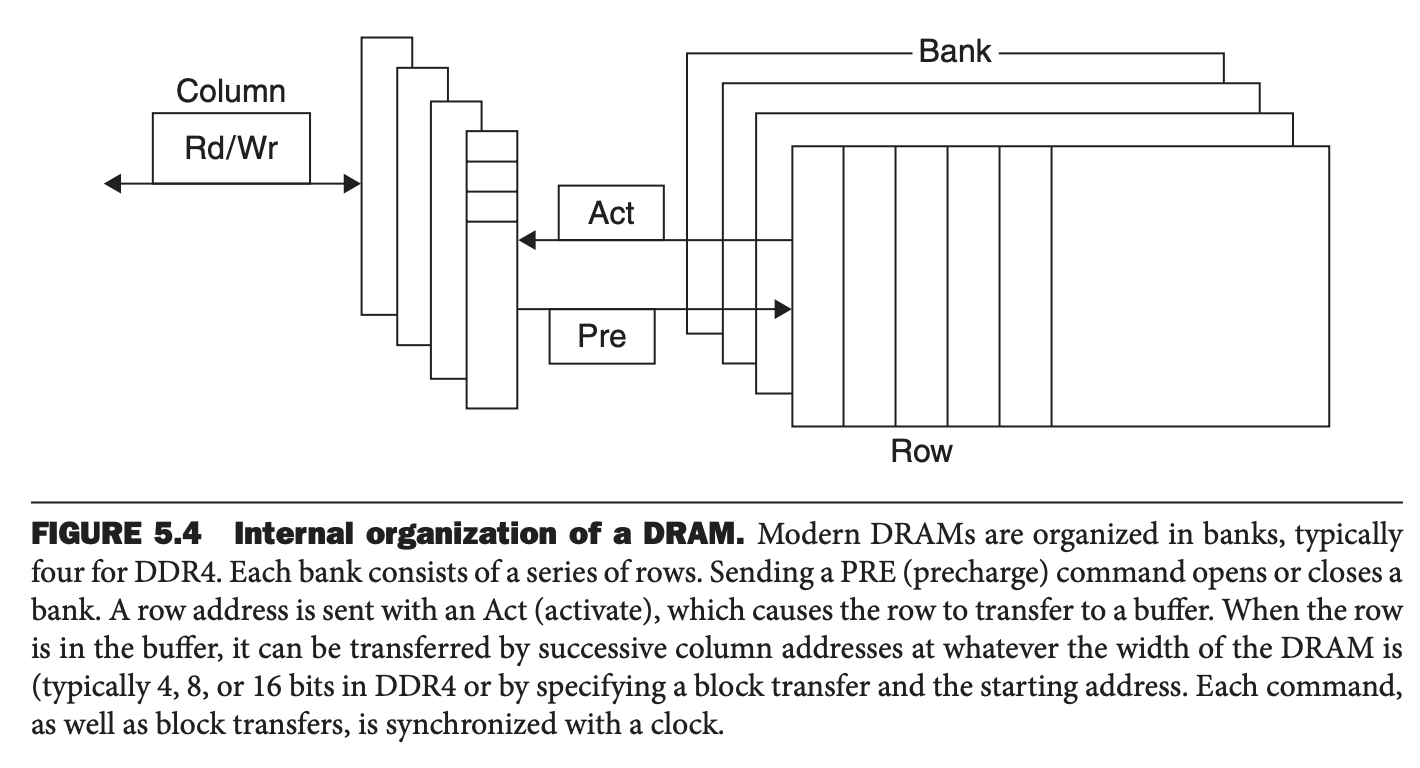 Bank
Column
Rd/Wr
Act
Pre
Row
FIGURE 5.4 Internal organization of a DRAM. Modern DRAMs are organized in banks, typically
four for DDR4. Each bank consists of a series of rows. Sending a PRE (precharge) command opens or closes a
bank. A row address is sent with an Act (activate), which causes the row to transfer to a buffer. When the row
is in the buffer, it can be transferred by successive column addresses at whatever the width of the DRAM is
(typically 4, 8, or 16 bits in DDR4 or by specifying a block transfer and the starting address. Each command,
as well as block transfers, is synchronized with a clock.